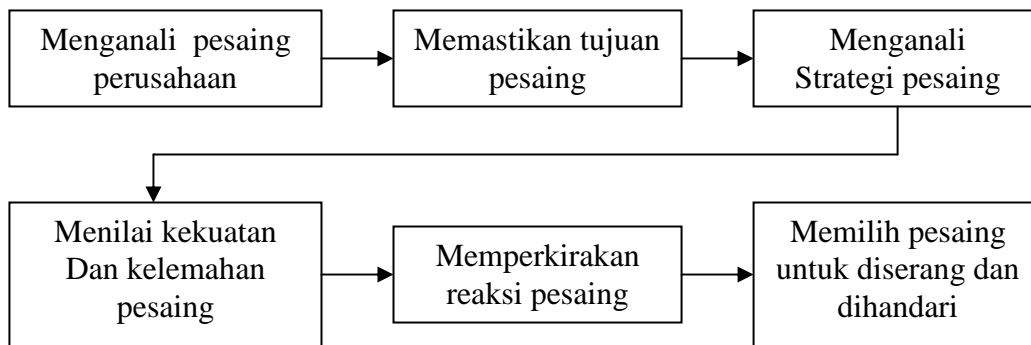 Menganali pesaing
perusahaan
Memastikan tujuan
pesaing
Menganali
Strategi pesaing
Menilai kekuatan
Dan kelemahan
pesaing
Memperkirakan
reaksi pesaing
Memilih pesaing
untuk diserang dan
dihandari